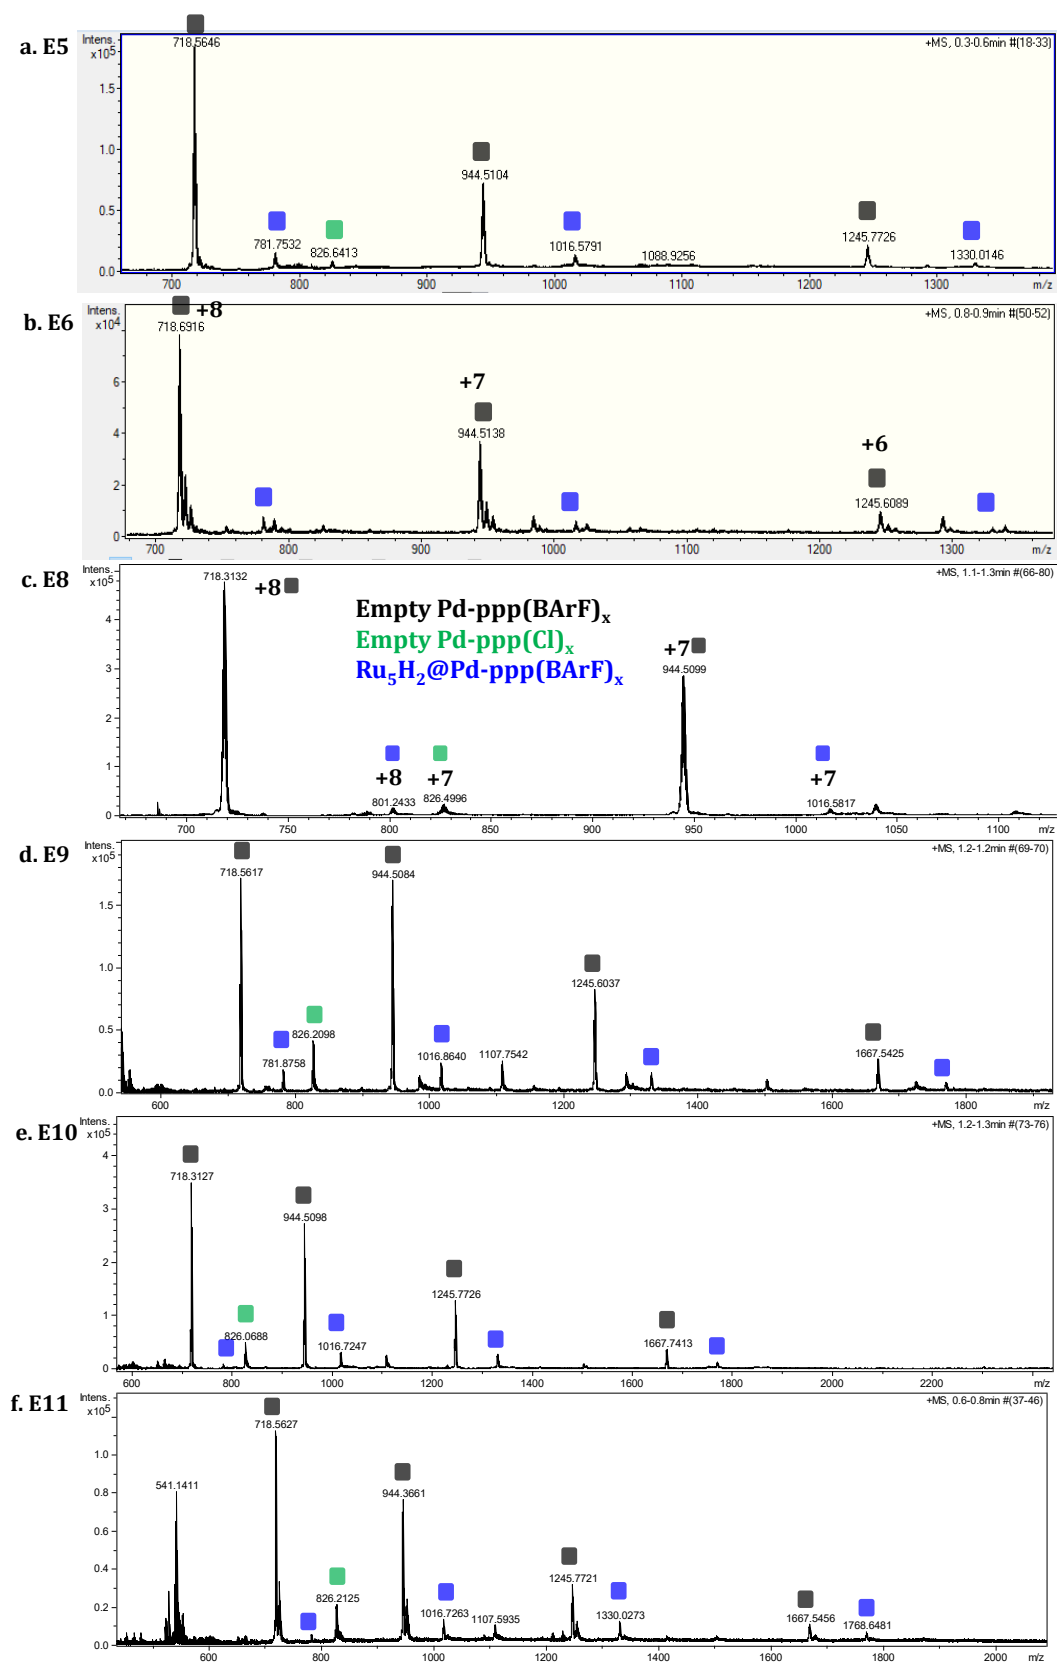 a. E5
Intens.
x10⁵
+MS, 0.3-0.6min #(18-33)
718.5646
944.5104
1245.7726
781.7532
826.6413
1016.5791
1088.9256
1330.0146
1.5
1.0
0.5
0.0
700 800 900 1000 1100 1200 1300 m/z
b. E6
Intens.
x10⁴
+MS, 0.8-0.9min #(50-52)
+8
718.6916
+7
944.5138
+6
1245.6089
6
4
2
0
700 800 900 1000 1100 1200 1300 m/z
c. E8
Intens.
x10⁵
+MS, 1.1-1.3min #(66-80)
718.3132
+8
Empty Pd-ppp(BArF)ₓ
Empty Pd-ppp(Cl)ₓ
Ru₅H₂@Pd-ppp(BArF)ₓ
+7
944.5099
+8
801.2433
+7
826.4996
+7
1016.5817
4
3
2
1
0
700 750 800 850 900 950 1000 1050 1100 m/z
d. E9
Intens.
x10⁵
+MS, 1.2-1.2min #(69-70)
718.5617
944.5084
1245.6037
781.8758
826.2098
1016.8640
1107.7542
1667.5425
1.5
1.0
0.5
0.0
600 800 1000 1200 1400 1600 1800 m/z
e. E10
Intens.
x10⁵
+MS, 1.2-1.3min #(73-76)
718.3127
944.5098
1245.7726
826.0688
1016.7247
1667.7413
4
3
2
1
0
600 800 1000 1200 1400 1600 1800 2000 2200 m/z
f. E11
Intens.
x10⁵
+MS, 0.6-0.8min #(37-46)
541.1411
718.5627
944.3661
1245.7721
826.2125
1016.7263
1107.5935
1330.0273
1667.5456
1768.6481
1.0
0.8
0.6
0.4
0.2
0.0
600 800 1000 1200 1400 1600 1800 2000 m/z